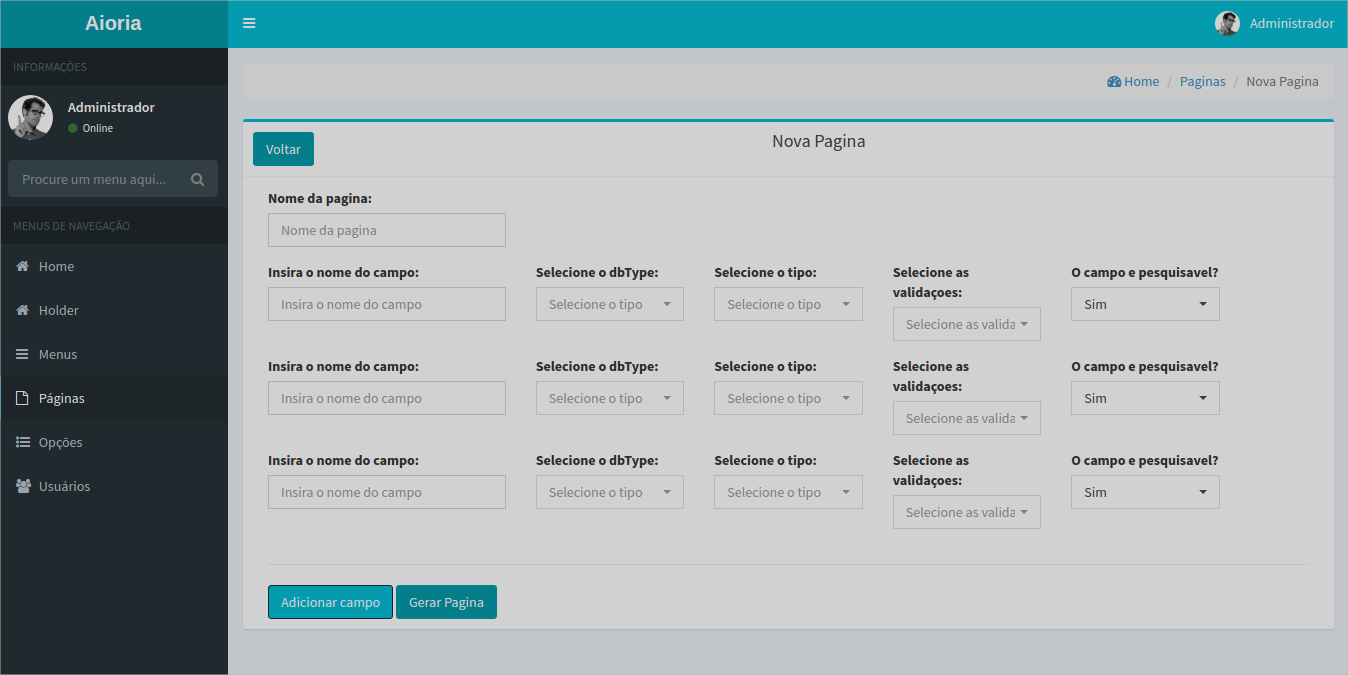 Aioria
Administrador
INFORMAÇÕES
Administrador
Online
Procure um menu aqui...
MENUS DE NAVEGAÇÃO
Home
Holder
Menus
Páginas
Opções
Usuários
Home / Paginas / Nova Pagina
Voltar
Nova Pagina
Nome da pagina:
Nome da pagina
Insira o nome do campo:
Insira o nome do campo
Selecione o dbType:
Selecione o tipo
Selecione o tipo:
Selecione o tipo
Selecione as
validaçoes:
Selecione as valida
O campo e pesquisavel?
Sim
Insira o nome do campo:
Insira o nome do campo
Selecione o dbType:
Selecione o tipo
Selecione o tipo:
Selecione o tipo
Selecione as
validaçoes:
Selecione as valida
O campo e pesquisavel?
Sim
Insira o nome do campo:
Insira o nome do campo
Selecione o dbType:
Selecione o tipo
Selecione o tipo:
Selecione o tipo
Selecione as
validaçoes:
Selecione as valida
O campo e pesquisavel?
Sim
Adicionar campo
Gerar Pagina